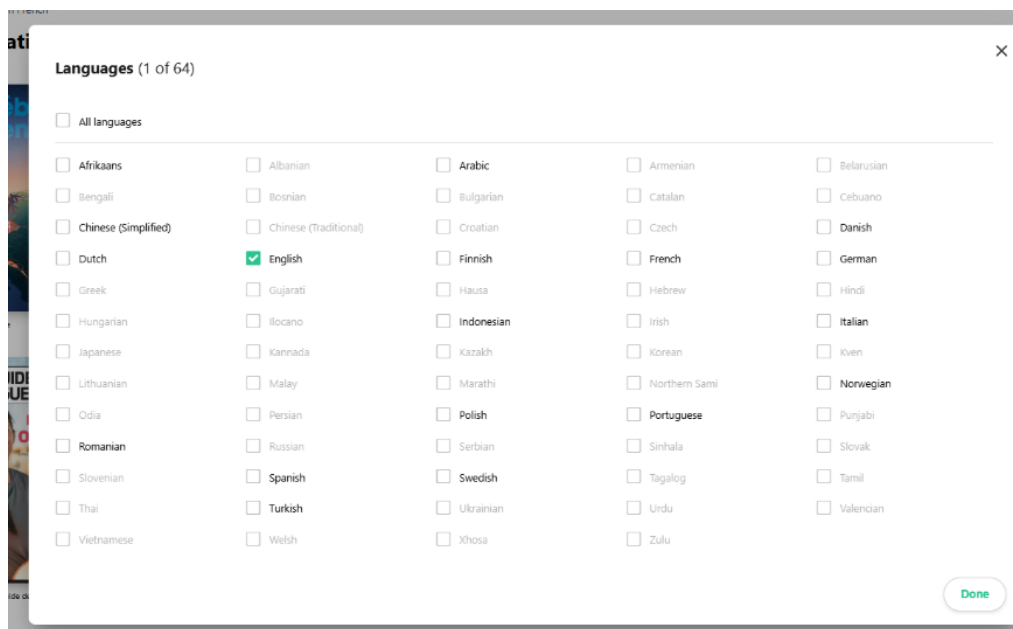 French
ati
Languages (1 of 64)
All languages
Afrikaans Albanian Arabic Armenian Belarusian
Bengali Bosnian Bulgarian Catalan Cebuano
Chinese (Simplified) Chinese (Traditional) Croatian Czech Danish
Dutch English Finnish French German
Greek Gujarati Hausa Hebrew Hindi
Hungarian Ilocano Indonesian Irish Italian
Japanese Kannada Kazakh Korean Kven
Lithuanian Malay Marathi Northern Sami Norwegian
Odia Persian Polish Portuguese Punjabi
Romanian Russian Serbian Sinhala Slovak
Slovenian Spanish Swedish Tagalog Tamil
Thai Turkish Ukrainian Urdu Valencian
Vietnamese Welsh Xhosa Zulu
Done